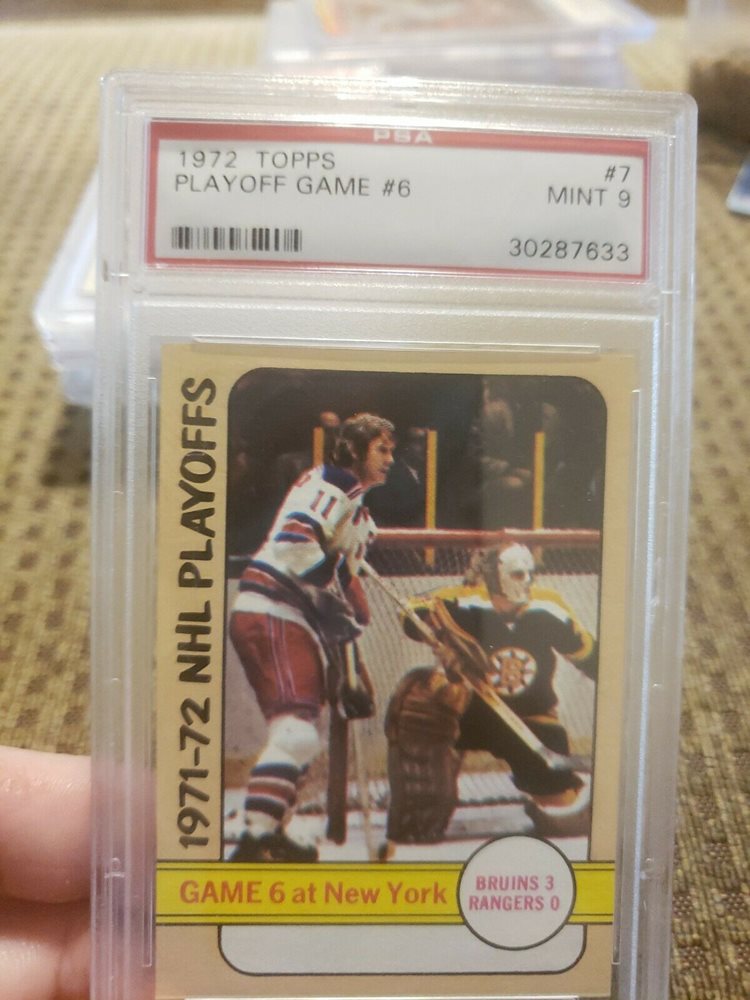 PSA
1972 TOPPS #7
PLAYOFF GAME #6 MINT 9
30287633
1971-72 NHL PLAYOFFS
11
B
GAME 6 at New York
BRUINS 3
RANGERS 0